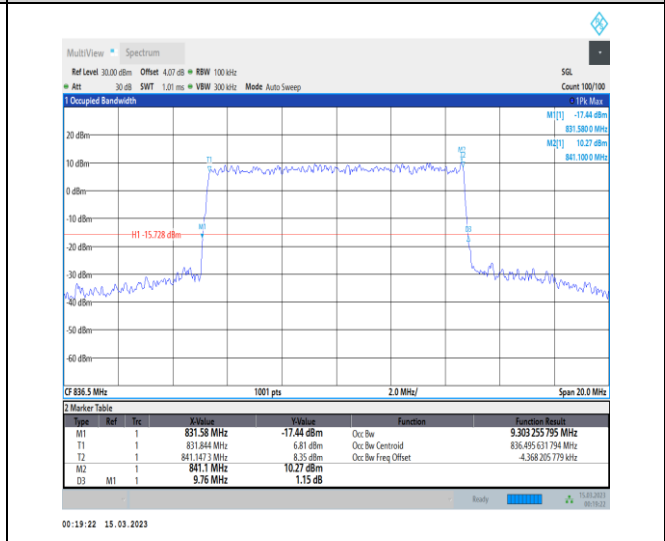 MultiView Spectrum
Ref Level 30.00 dBm Offset 4.07 dB RBW 100 kHz SGL
Att 30 dB SWT 1.01 ms VBW 300 kHz Mode Auto Sweep Count 100/100
1 Occupied Bandwidth 1Pk Max
M1[1] -17.44 dBm
831.580 0 MHz
M2[1] 10.27 dBm
841.100 0 MHz
20 dBm
10 dBm
0 dBm
-10 dBm
H1 -15.728 dBm
-20 dBm
-30 dBm
-40 dBm
-50 dBm
-60 dBm
T1
M1
D3
CF 836.5 MHz 1001 pts 2.0 MHz/ Span 20.0 MHz
2 Marker Table
Type Ref Trc X-Value Y-Value Function Function Result
M1 1 831.58 MHz -17.44 dBm Occ Bw 9.303 255 795 MHz
T1 1 831.844 MHz 6.81 dBm Occ Bw Centroid 836.495 631 794 MHz
T2 1 841.147 3 MHz 8.35 dBm Occ Bw Freq Offset -4.368 205 779 kHz
M2 1 841.1 MHz 10.27 dBm
D3 M1 1 9.76 MHz 1.15 dB
Ready 15.03.2023
00:19:22
00:19:22 15.03.2023